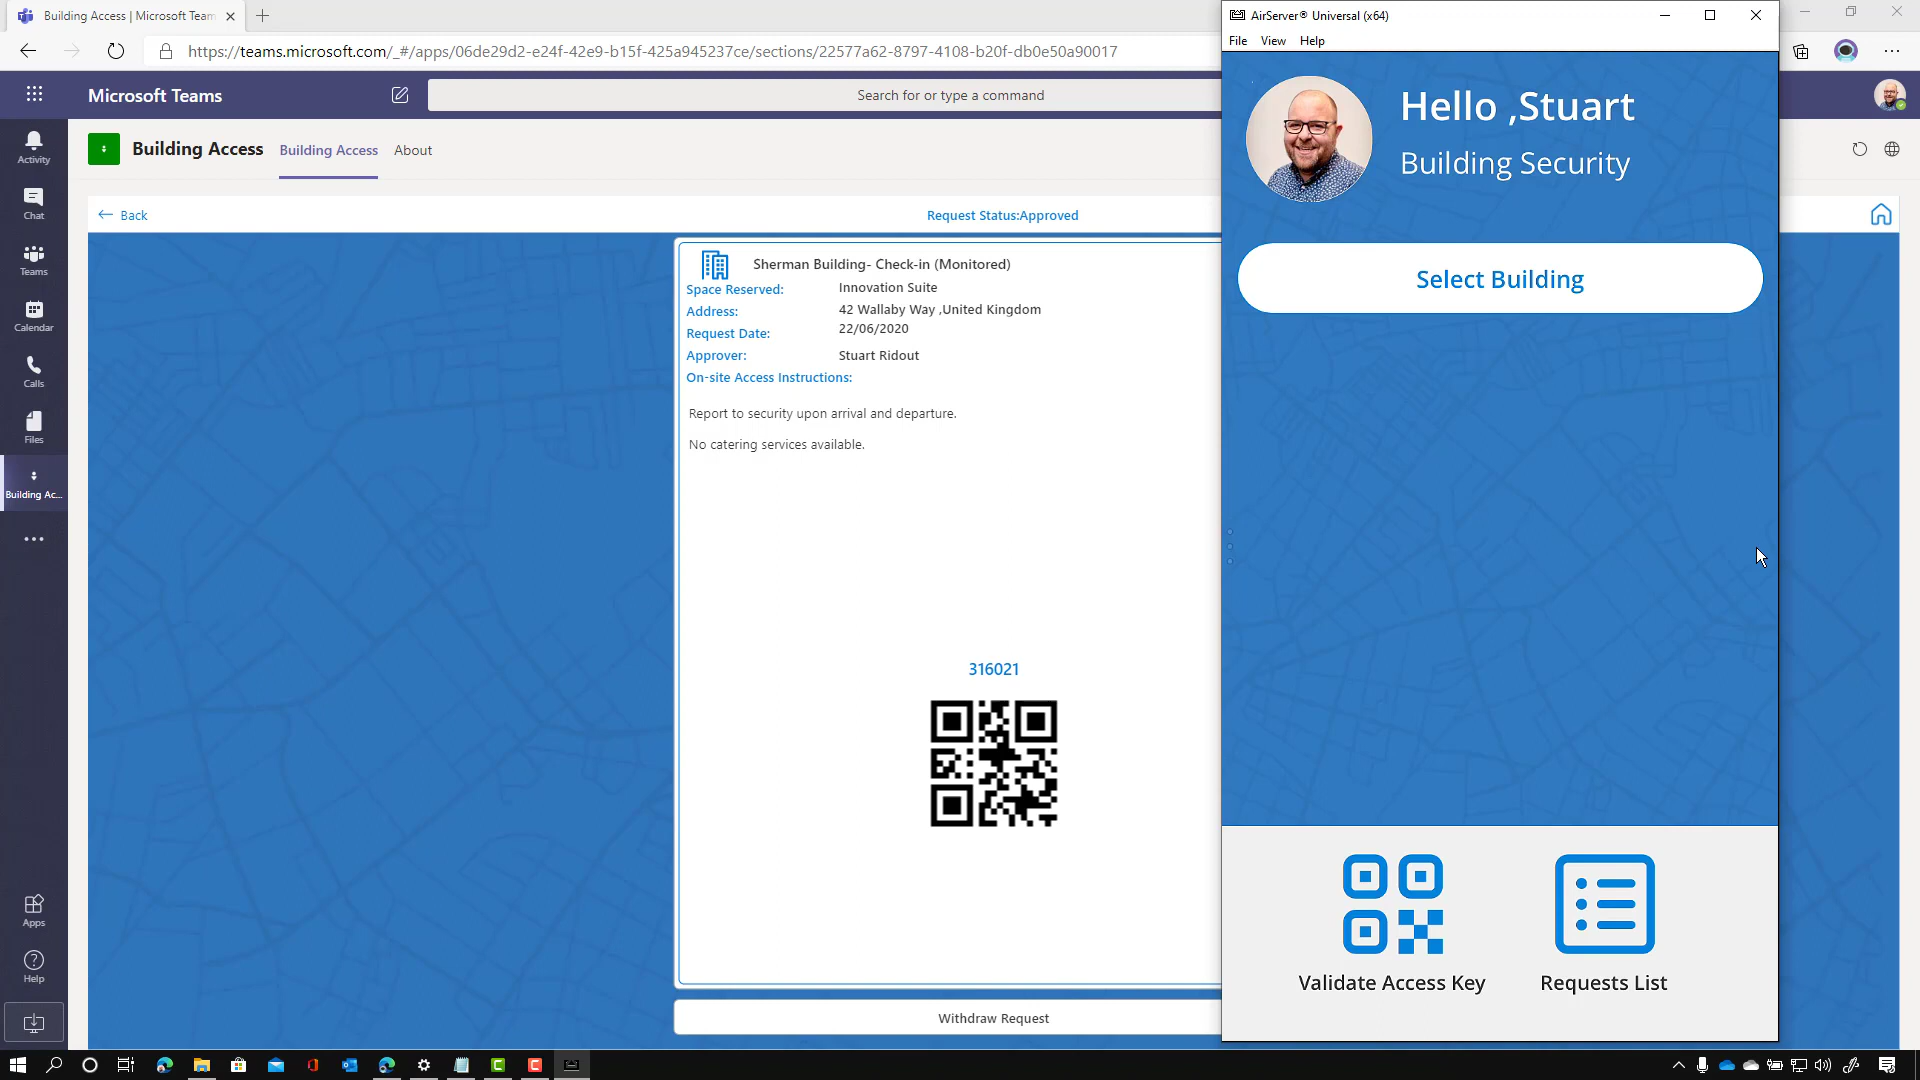 Building Access | Microsoft Team
https://teams.microsoft.com/_#/apps/06de29d2-e24f-42e9-b15f-425a945237ce/sections/22577a62-8797-4108-b20f-db0e50a90017
Microsoft Teams
Search for or type a command
Activity
Chat
Teams
Calendar
Calls
Files
Building Ac...
Apps
Help
Building Access
Building Access
About
Back
Request Status:Approved
Sherman Building- Check-in (Monitored)
Space Reserved: Innovation Suite
Address: 42 Wallaby Way ,United Kingdom
Request Date: 22/06/2020
Approver: Stuart Ridout
On-site Access Instructions:
Report to security upon arrival and departure.
No catering services available.
316021
Withdraw Request
AirServer® Universal (x64)
File View Help
Hello ,Stuart
Building Security
Select Building
Validate Access Key
Requests List